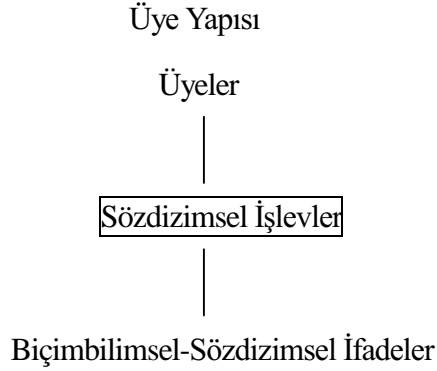 Üye Yapısı
Üyeler
Sözdizimsel İşlevler
Biçimbilimsel-Sözdizimsel İfadeler